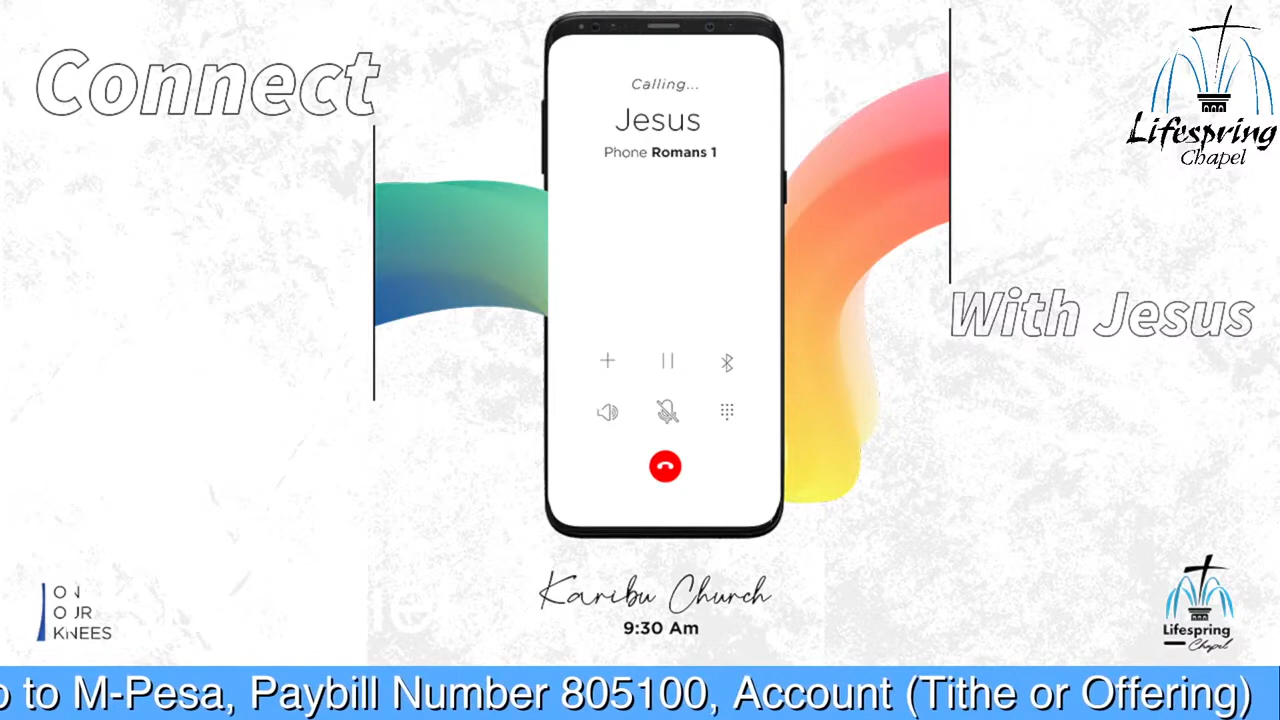 Connect
Calling...
Jesus
Phone Romans 1
With Jesus
Lifespring
Chapel
ON
OUR
KNEES
Karibu Church
9:30 Am
Lifespring
Chapel
to M-Pesa, Paybill Number 805100, Account (Tithe or Offering)